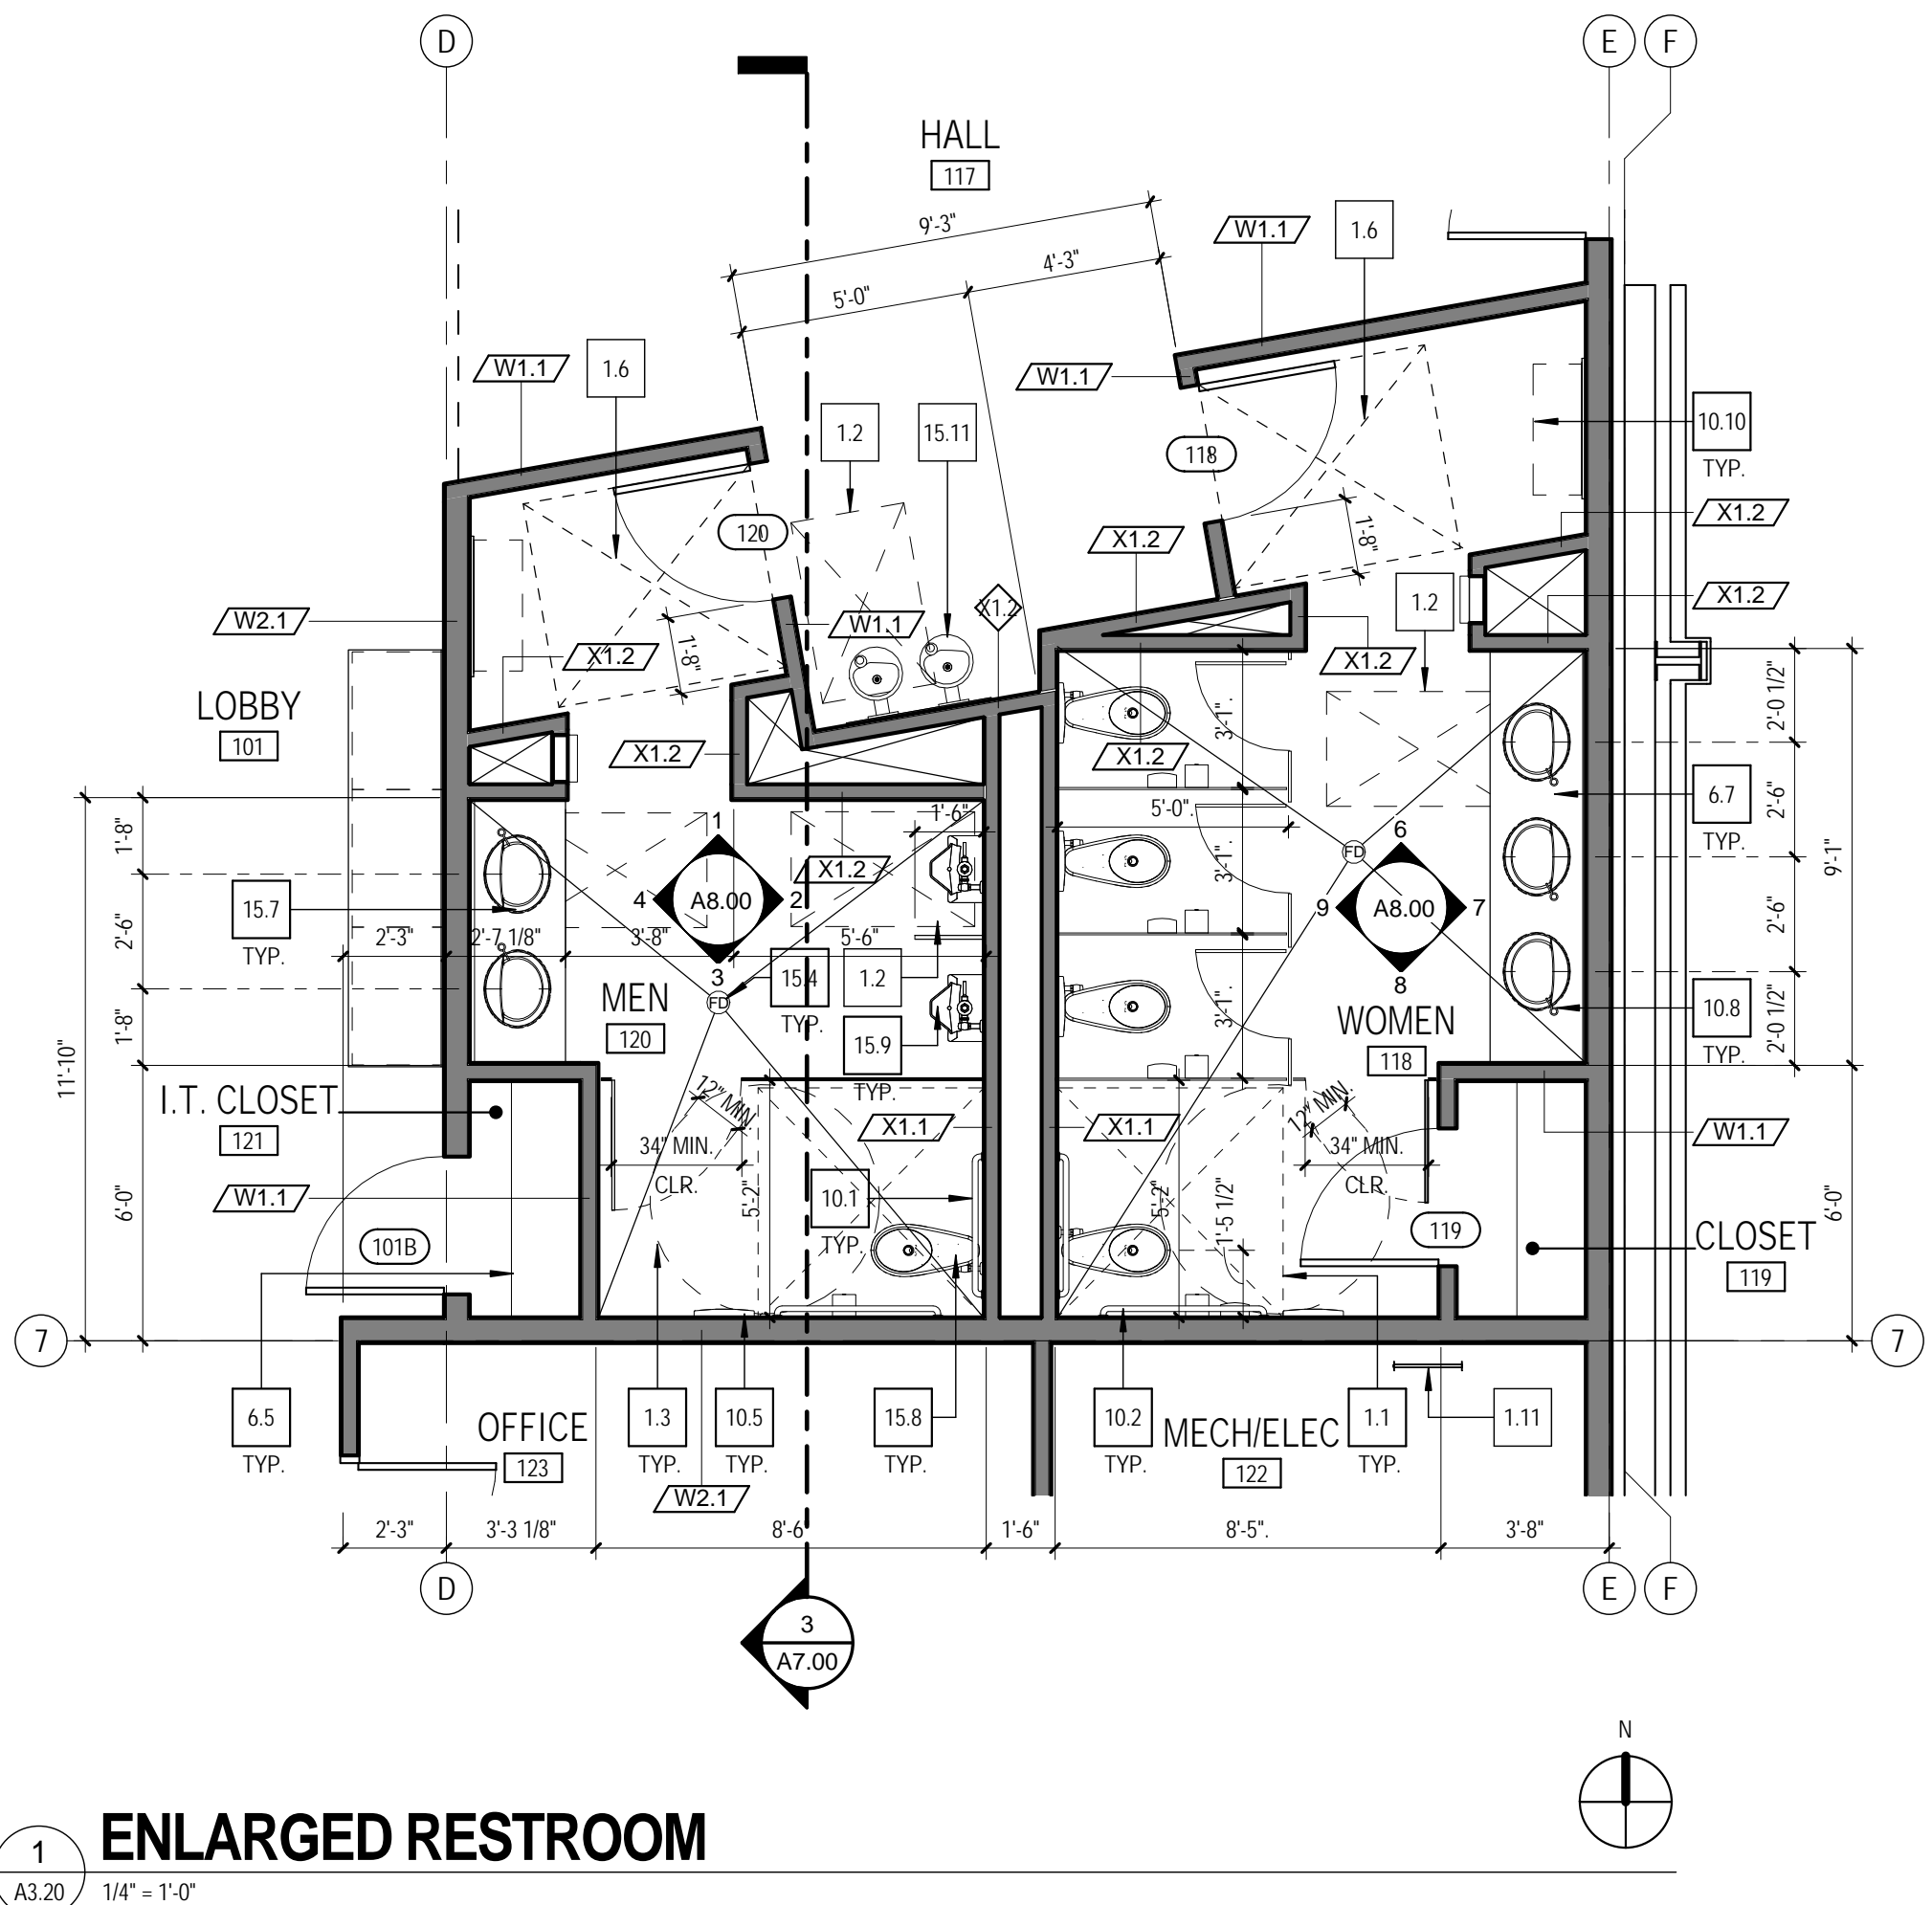 D
E
F
HALL
117
9'-3"
4'-3"
5'-0"
W1.1
1.6
W1.1
1.6
W1.1
1.2
15.11
118
10.10
TYP.
120
1'-8"
X1.2
X1.2
X1.2
1.2
X1.2
W2.1
W1.1
X1.2
1'-8"
X1.2
LOBBY
101
X1.2
X1.2
3'-1".
2'-0 1/2"
6.7
TYP.
2'-6"
9'-1"
1'-8"
1'-6"
5'-0".
1
4
A8.00
2
3
X1.2
3'-1".
FD
6
9
A8.00
7
8
15.7
TYP.
2'-6"
2'-3"
2'-7 1/8"
3'-8"
5'-6"
2'-6"
FD
15.4
TYP.
1.2
MEN
120
15.9
TYP.
3'-1".
WOMEN
118
10.8
TYP.
2'-0 1/2"
1'-8"
11'-10"
I.T. CLOSET
121
12" MIN.
34" MIN.
CLR.
X1.1
X1.1
12" MIN.
34" MIN.
CLR.
W1.1
W1.1
6'-0"
5'-2"
10.1
TYP.
5'-2"
1'-5 1/2"
6'-0"
101B
119
CLOSET
119
7
7
6.5
TYP.
OFFICE
123
1.3
TYP.
10.5
TYP.
15.8
TYP.
10.2
TYP.
MECH/ELEC
122
1.1
TYP.
1.11
W2.1
2'-3"
3'-3 1/8"
8'-6"
1'-6"
8'-5".
3'-8"
D
E
F
3
A7.00
N
1
A3.20
ENLARGED RESTROOM
1/4" = 1'-0"